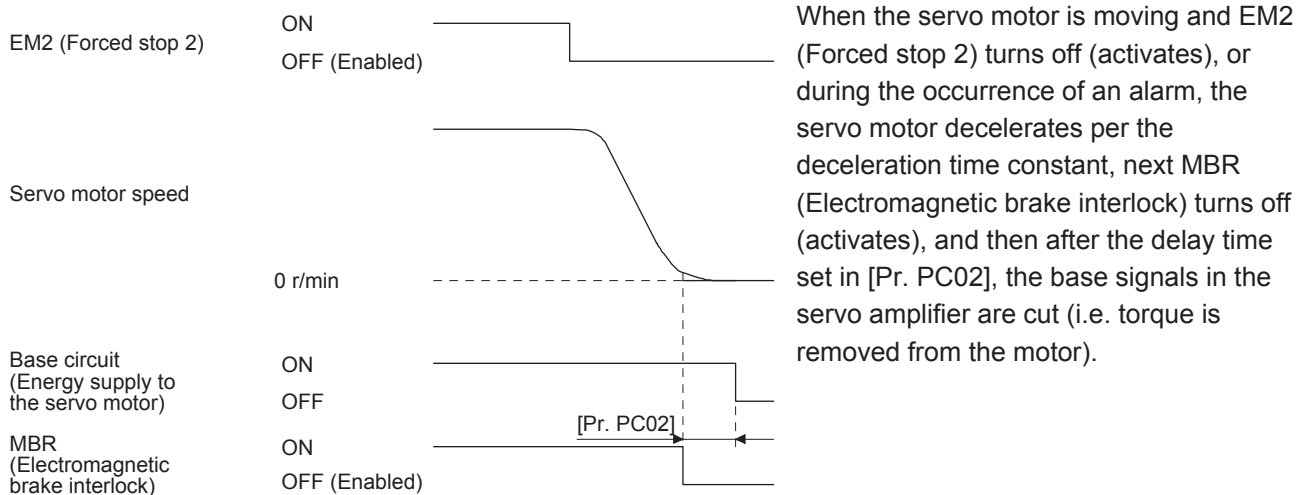 EM2 (Forced stop 2)
ON
OFF (Enabled)
Servo motor speed
0 r/min
Base circuit
(Energy supply to
the servo motor)
ON
OFF
[Pr. PC02]
MBR
(Electromagnetic
brake interlock)
ON
OFF (Enabled)
When the servo motor is moving and EM2
(Forced stop 2) turns off (activates), or
during the occurrence of an alarm, the
servo motor decelerates per the
deceleration time constant, next MBR
(Electromagnetic brake interlock) turns off
(activates), and then after the delay time
set in [Pr. PC02], the base signals in the
servo amplifier are cut (i.e. torque is
removed from the motor).